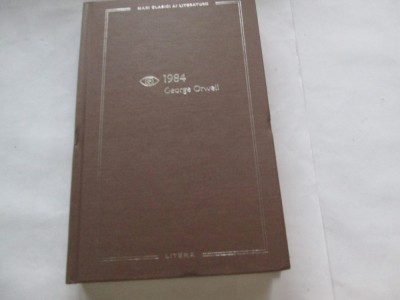 MARI CLASICI AI LITERATURII
1984
George Orwell
LITERA